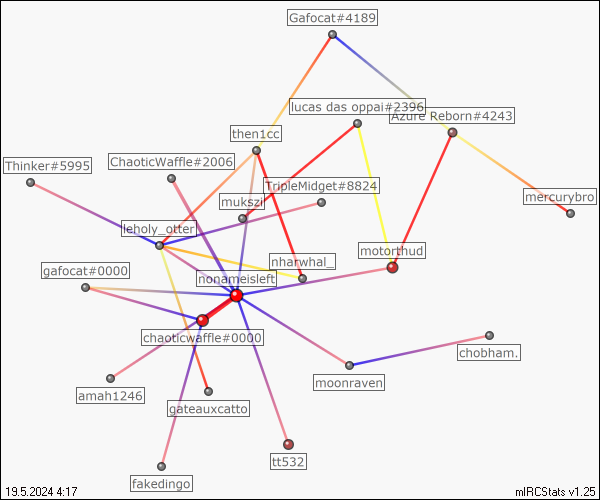 Gafocat#4189
lucas das oppai#2396
Azure Reborn#4243
then1cc
ChaoticWaffle#2006
Thinker#5995
TripleMidget#8824
mukszi
mercurybro
leholy_otter
motorthud
nharwhal_
gafocat#0000
nonameisleft
chaoticwaffle#0000
chobham.
moonraven
amah1246
gateauxcatto
tt532
fakedingo
19.5.2024 4:17
mIRCStats v1.25